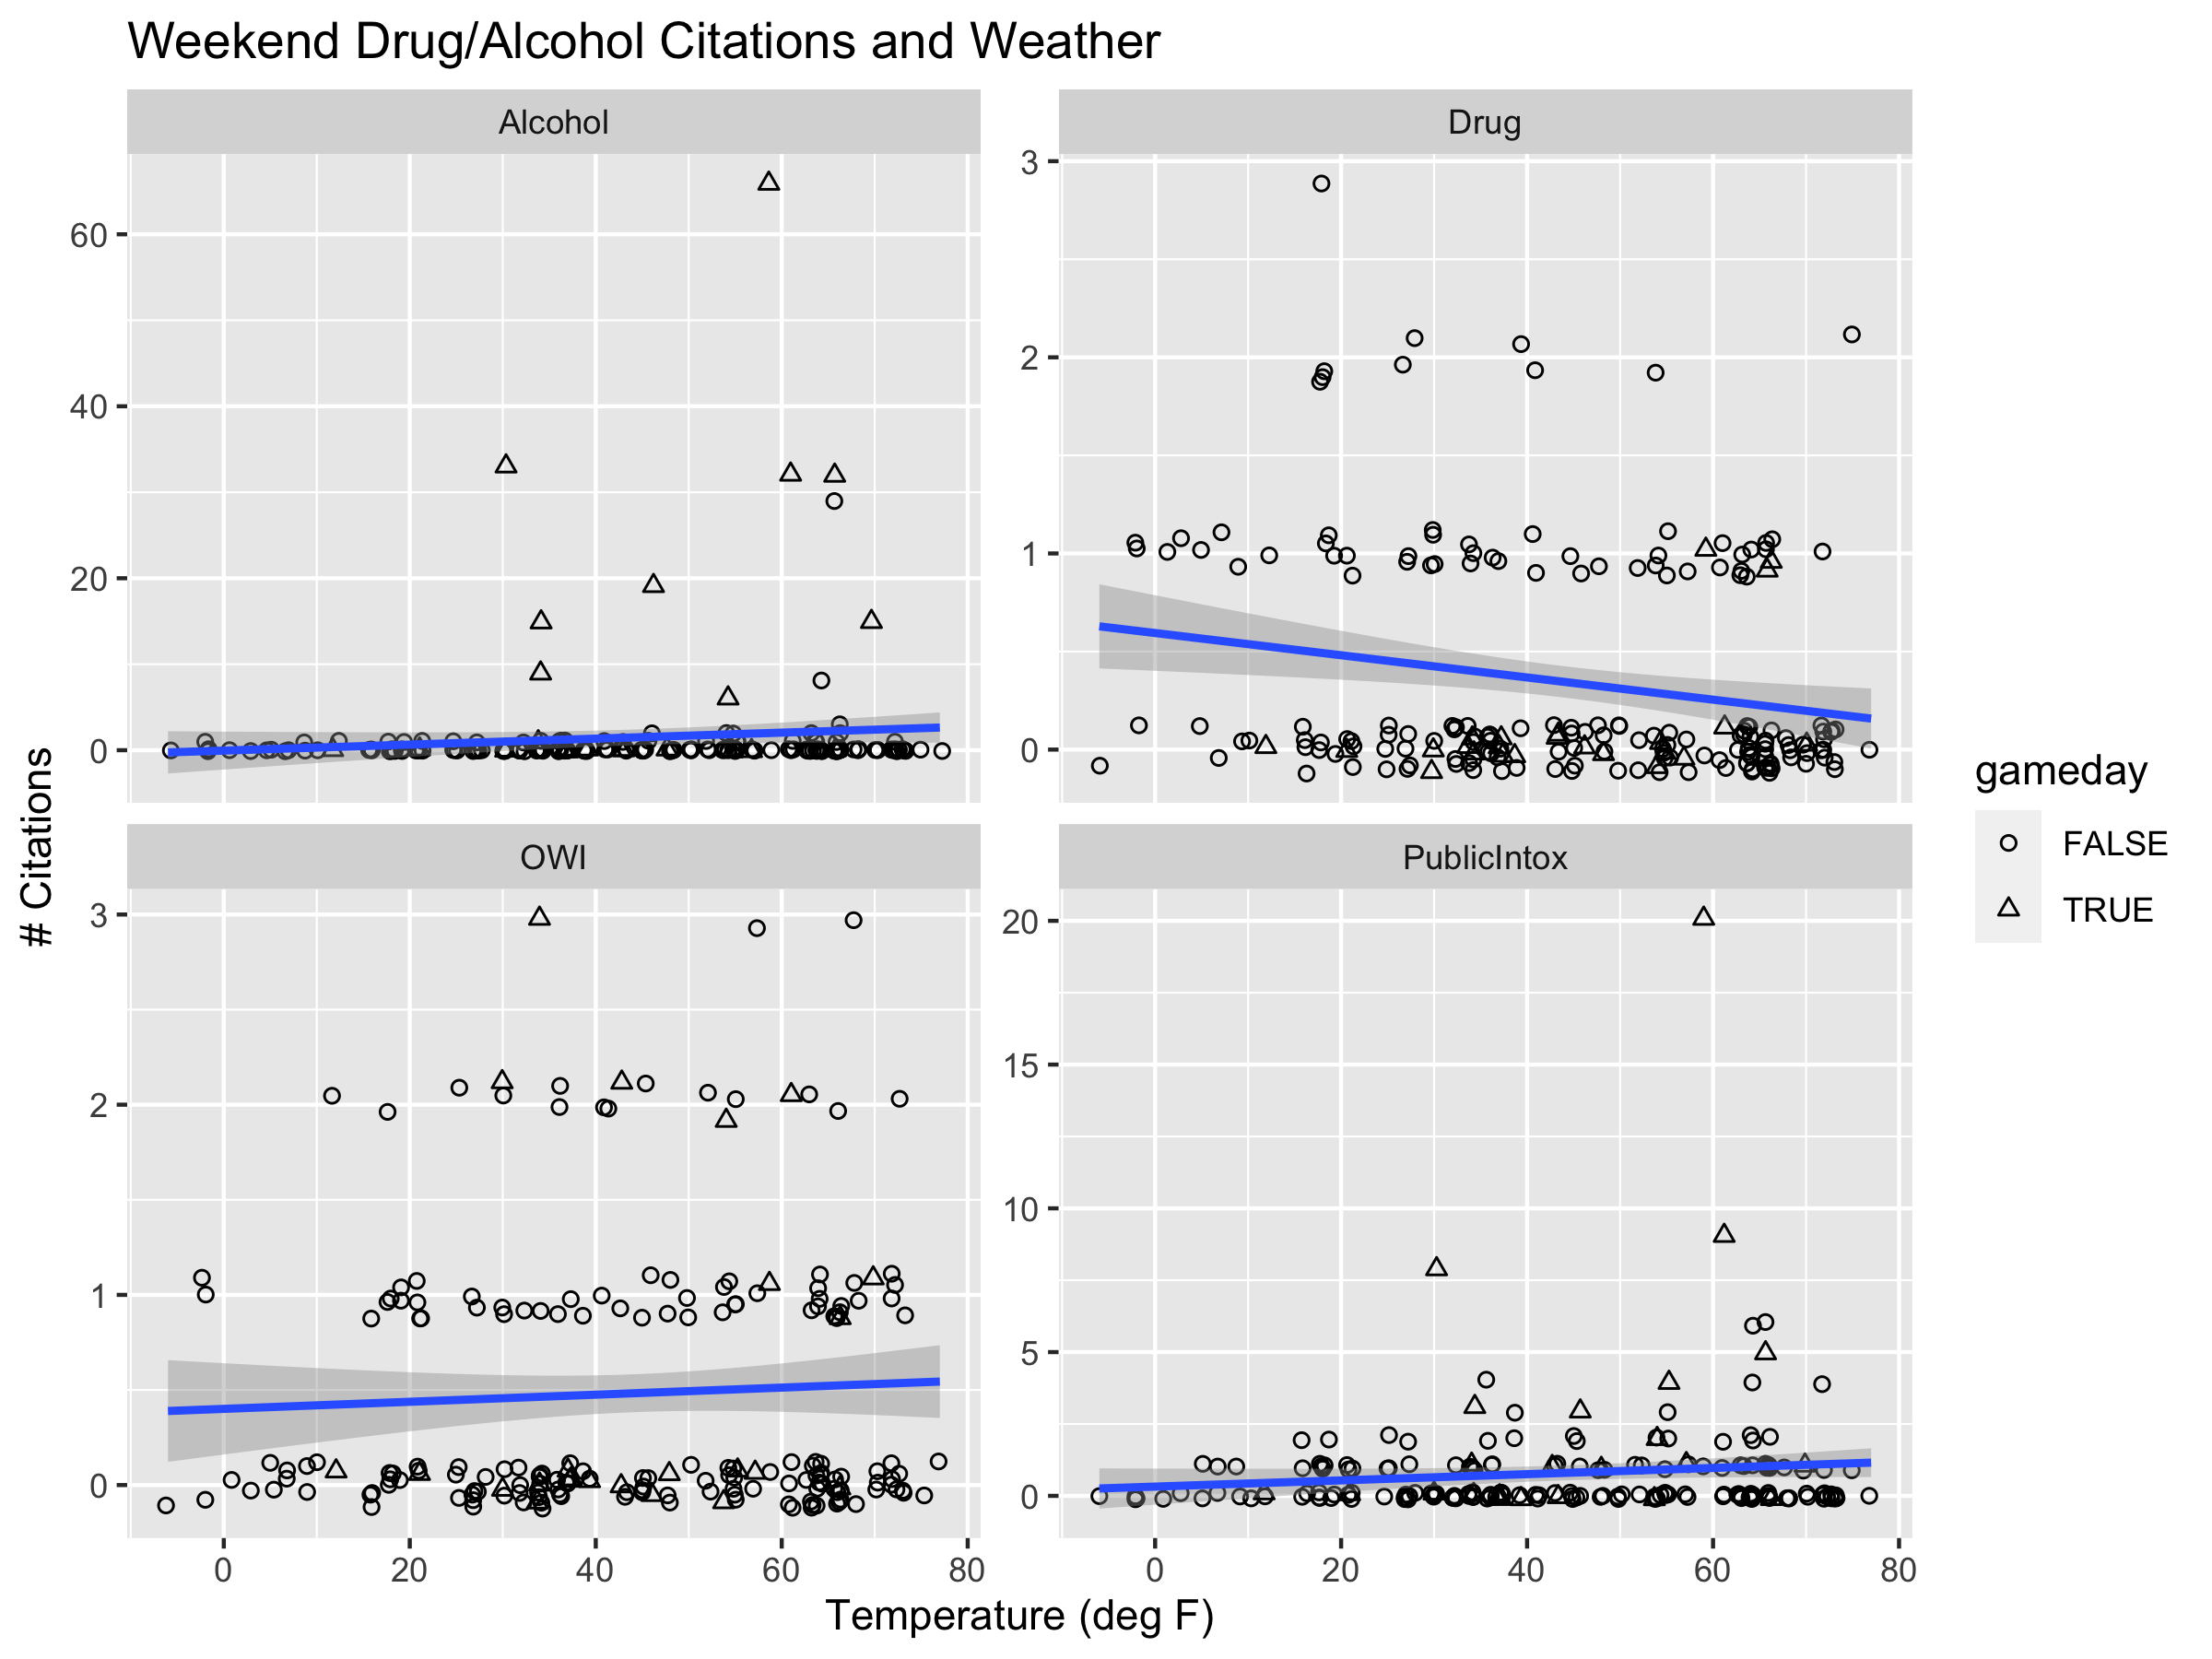 Weekend Drug/Alcohol Citations and Weather
Alcohol
Drug
60
40
20
0
3
2
1
0
OWI
PublicIntox
3
2
1
0
20
15
10
5
0
0 20 40 60 80
0 20 40 60 80
Temperature (deg F)
# Citations
gameday
FALSE
TRUE